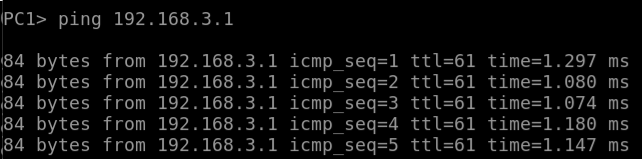 PC1> ping 192.168.3.1
84 bytes from 192.168.3.1 icmp_seq=1 ttl=61 time=1.297 ms
84 bytes from 192.168.3.1 icmp_seq=2 ttl=61 time=1.080 ms
84 bytes from 192.168.3.1 icmp_seq=3 ttl=61 time=1.074 ms
84 bytes from 192.168.3.1 icmp_seq=4 ttl=61 time=1.180 ms
84 bytes from 192.168.3.1 icmp_seq=5 ttl=61 time=1.147 ms